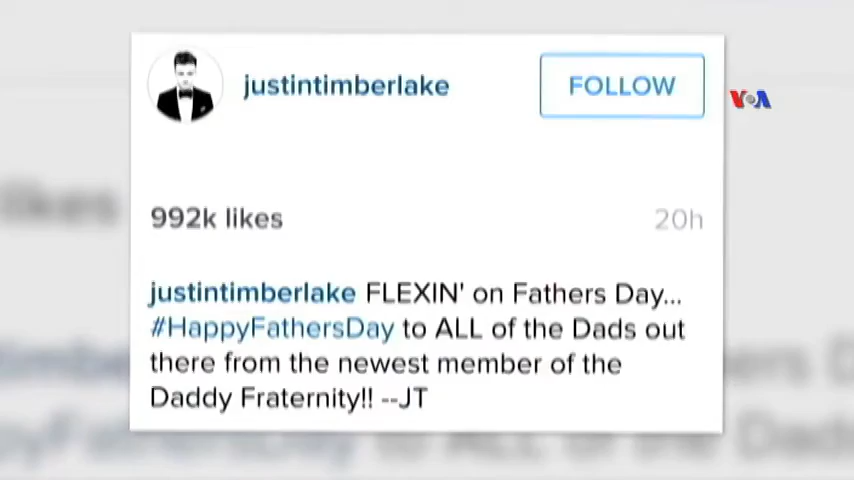 justintimberlake
FOLLOW
VOA
992k likes
20h
justintimberlake FLEXIN' on Fathers Day...
#HappyFathersDay to ALL of the Dads out
there from the newest member of the
Daddy Fraternity!! --JT